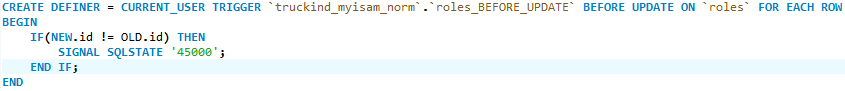 CREATE DEFINER = CURRENT_USER TRIGGER `truckind_myisam_norm`.`roles_BEFORE_UPDATE` BEFORE UPDATE ON `roles` FOR EACH ROW
BEGIN
    IF(NEW.id != OLD.id) THEN
        SIGNAL SQLSTATE '45000';
    END IF;
END